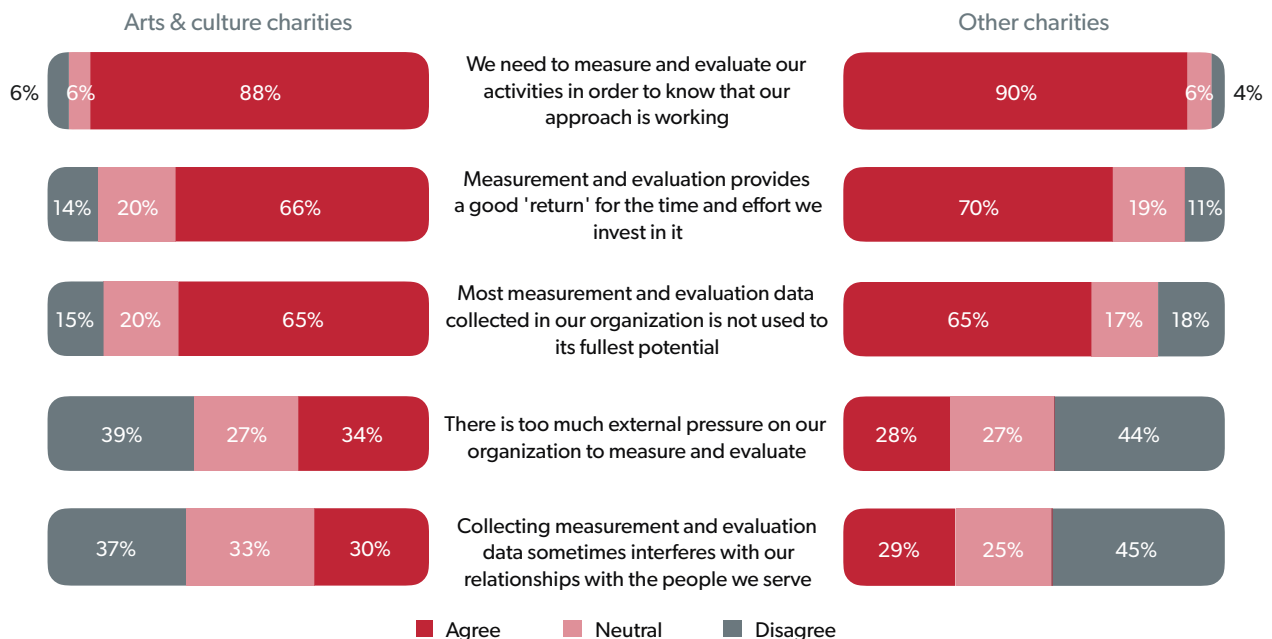 Arts & culture charities
Other charities
6%
6%
88%
We need to measure and evaluate our
activities in order to know that our
approach is working
90%
6%
4%
14%
20%
66%
Measurement and evaluation provides
a good 'return' for the time and effort we
invest in it
70%
19%
11%
15%
20%
65%
Most measurement and evaluation data
collected in our organization is not used to
its fullest potential
65%
17%
18%
39%
27%
34%
There is too much external pressure on our
organization to measure and evaluate
28%
27%
44%
37%
33%
30%
Collecting measurement and evaluation
data sometimes interferes with our
relationships with the people we serve
29%
25%
45%
Agree
Neutral
Disagree